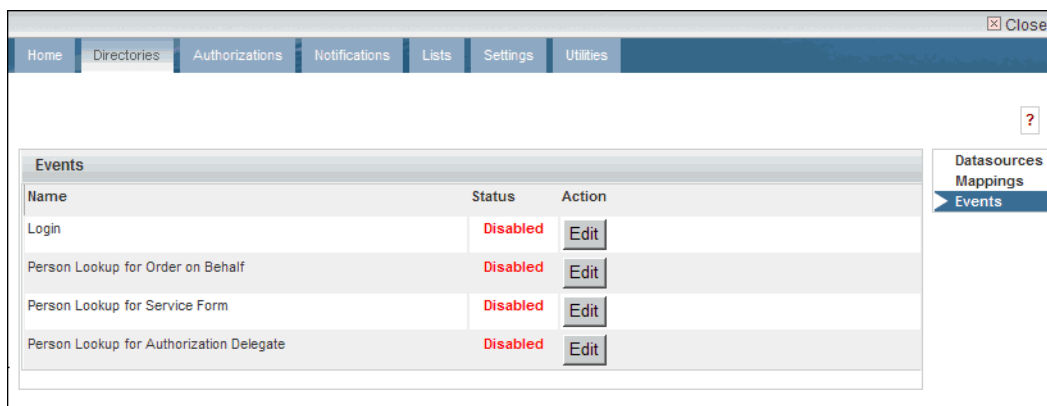 Close
Home Directories Authorizations Notifications Lists Settings Utilities
?
Events
Name Status Action
Login Disabled Edit
Person Lookup for Order on Behalf Disabled Edit
Person Lookup for Service Form Disabled Edit
Person Lookup for Authorization Delegate Disabled Edit
Datasources
Mappings
Events